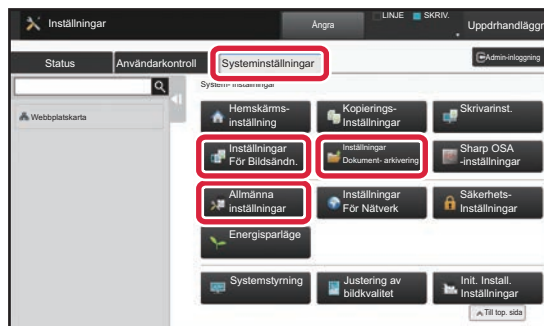 Inställningar
Ångra
LINJE
SKRIV.
Uppdrhandläggr
Status
Användarkontroll
Systeminställningar
Admin-inloggning
System- inställningar
Webbplatskarta
Hemskärms-
inställning
Kopierings-
Inställningar
Skrivarinst.
Inställningar
För Bildsändn.
Inställningar
Dokument- arkivering
Sharp OSA
-inställningar
Allmänna
inställningar
Inställningar
För Nätverk
Säkerhets-
Inställningar
Energisparläge
Systemstyrning
Justering av
bildkvalitet
Init. Install.
Inställningar
Till top. sida